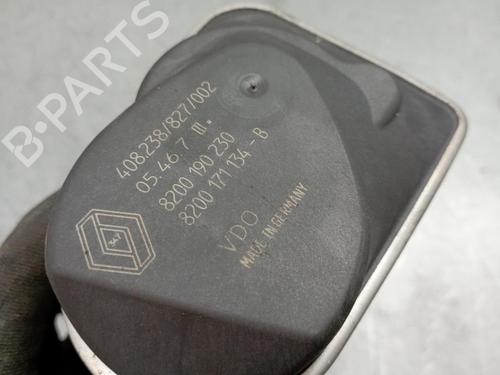 B-PARTS
408.238/827/002
05.46.7 III.
8200 190 230
8200 171 134-B
VDO
MADE IN GERMANY